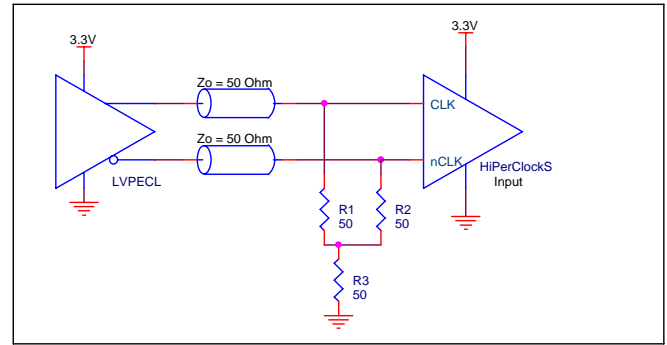 3.3V
3.3V
Zo = 50 Ohm
CLK
Zo = 50 Ohm
nCLK
LVPECL
HiPerClockS
Input
R1
50
R2
50
R3
50